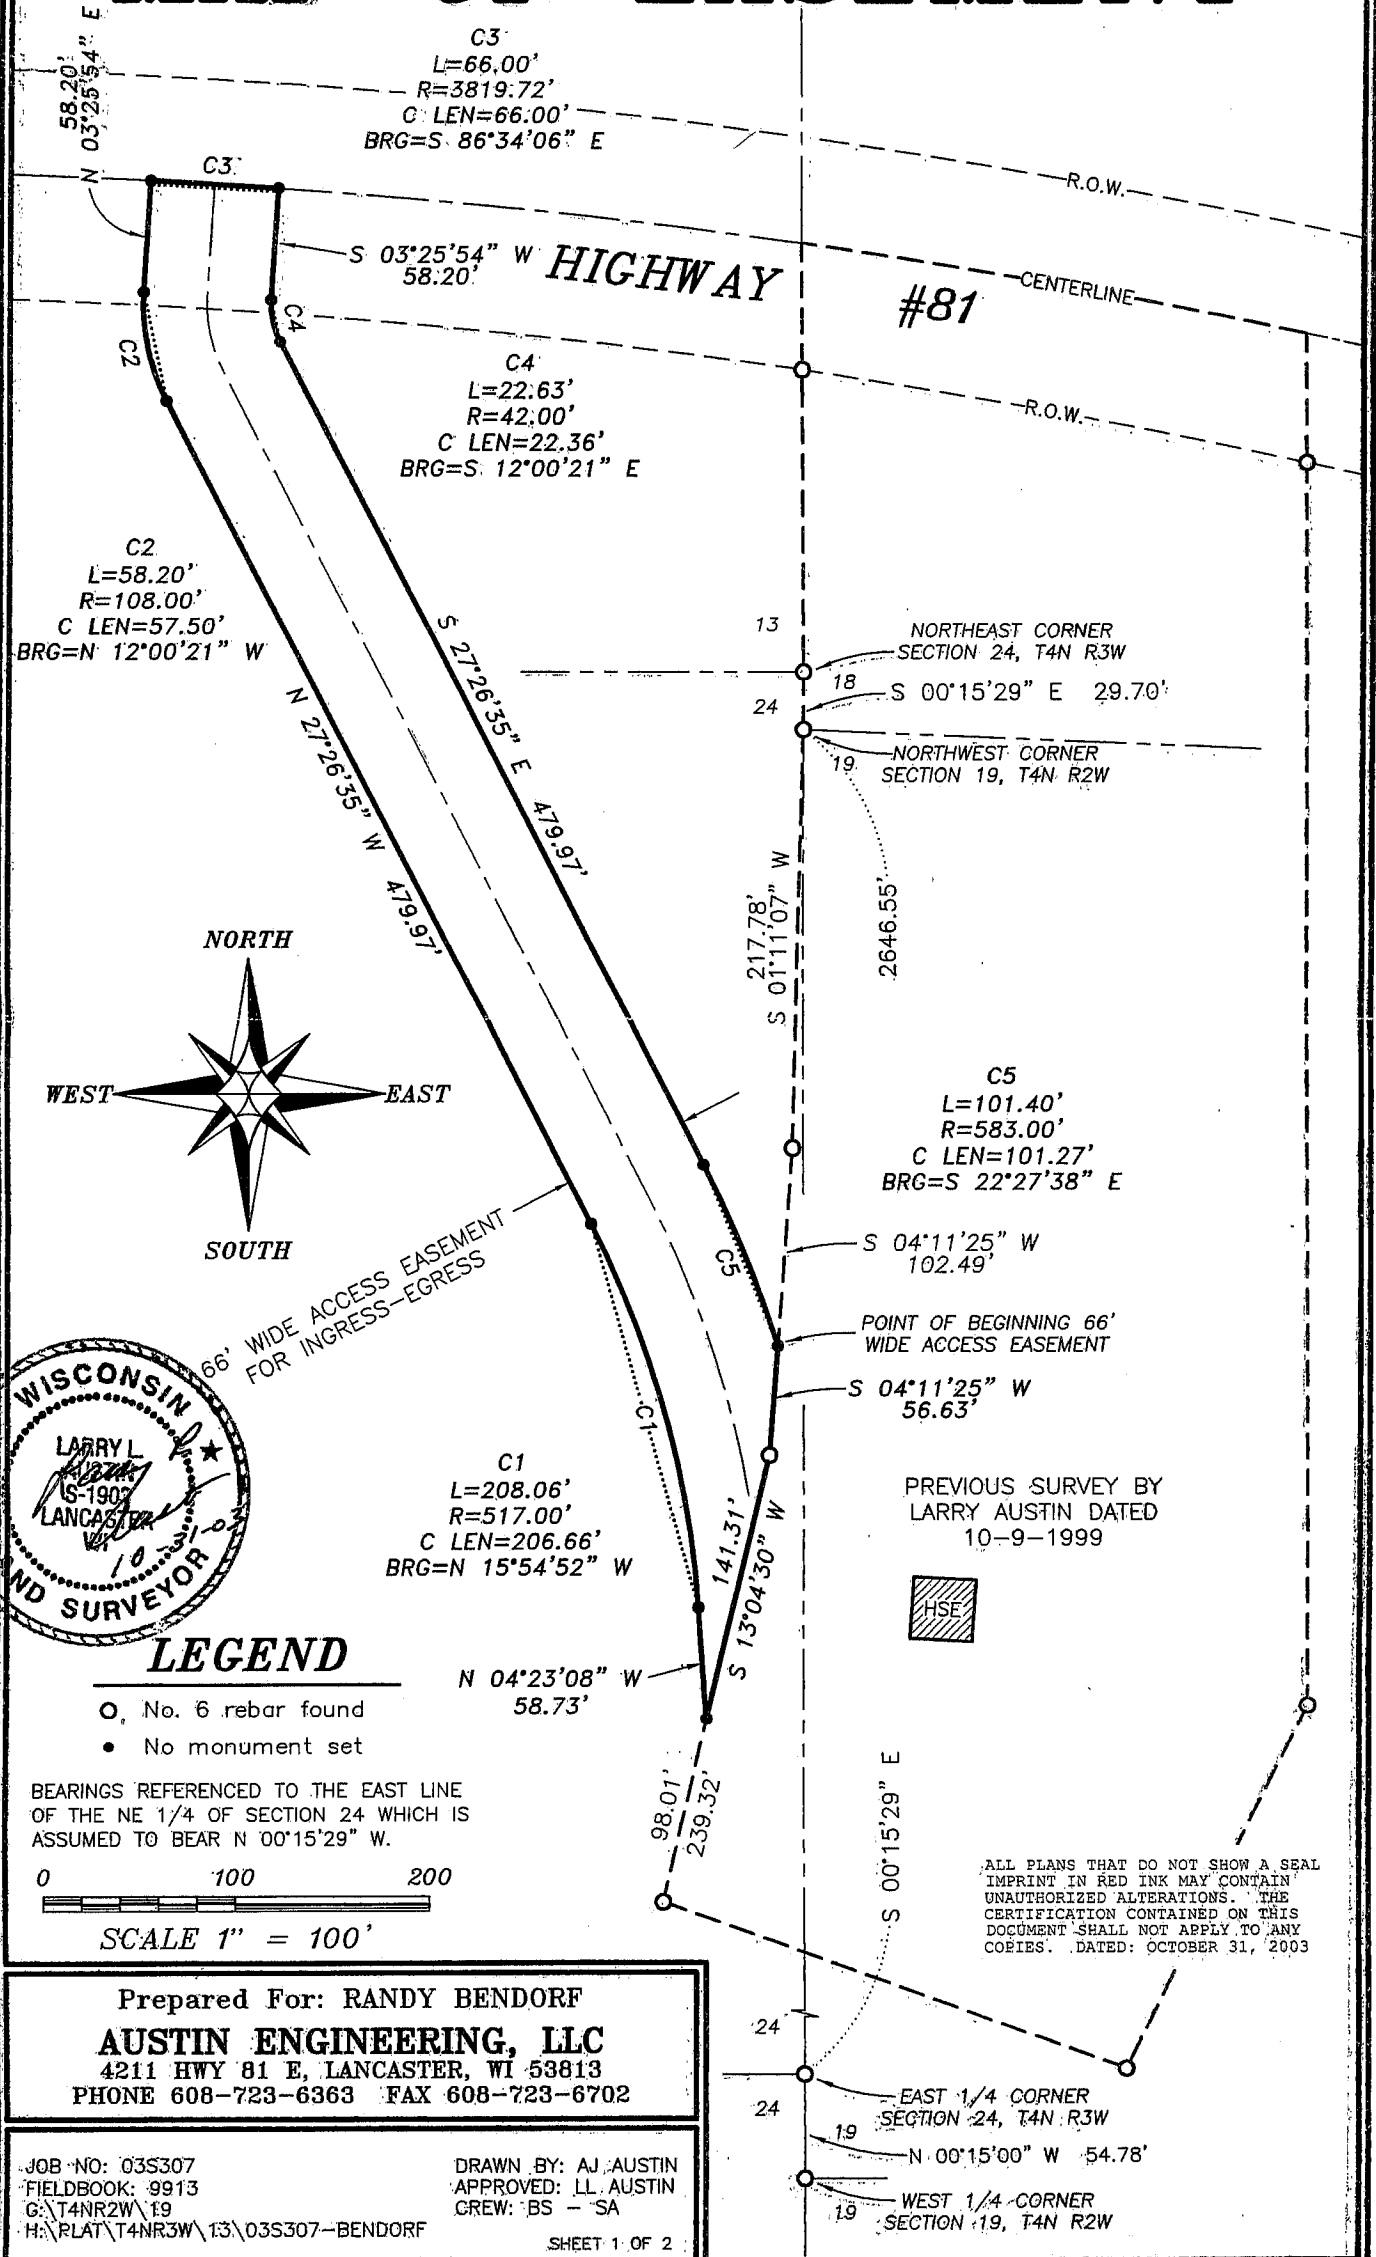 58.20'
N 03°25'54" E
C3
L=66.00'
R=3819.72'
C LEN=66.00'
BRG=S 86°34'06" E
C3
R.O.W.
S 03°25'54" W
58.20'
HIGHWAY
#81
CENTERLINE
C4
C2
C4
L=22.63'
R=42.00'
C LEN=22.36'
BRG=S 12°00'21" E
R.O.W.
C2
L=58.20'
R=108.00'
C LEN=57.50'
BRG=N 12°00'21" W
S 27°26'35" E 479.97'
N 27°26'35" W 479.97'
13
NORTHEAST CORNER
SECTION 24, T4N R3W
18
S 00°15'29" E 29.70'
24
NORTHWEST CORNER
SECTION 19, T4N R2W
19
217.78'
S 01°11'07" W
2646.55'
NORTH
WEST
EAST
SOUTH
C5
L=101.40'
R=583.00'
C LEN=101.27'
BRG=S 22°27'38" E
66' WIDE ACCESS EASEMENT
FOR INGRESS-EGRESS
C5
S 04°11'25" W
102.49'
POINT OF BEGINNING 66'
WIDE ACCESS EASEMENT
S 04°11'25" W
56.63'
C1
WISCONSIN
LARRY L.
S-1902
LANCASTER
WI
ND SURVEYOR
C1
L=208.06'
R=517.00'
C LEN=206.66'
BRG=N 15°54'52" W
141.31'
S 13°04'30" W
PREVIOUS SURVEY BY
LARRY AUSTIN DATED
10-9-1999
HSE
N 04°23'08" W
58.73'
LEGEND
No. 6 rebar found
No monument set
BEARINGS REFERENCED TO THE EAST LINE
OF THE NE 1/4 OF SECTION 24 WHICH IS
ASSUMED TO BEAR N 00°15'29" W.
0 100 200
SCALE 1" = 100'
98.01'
239.32'
S 00°15'29" E
ALL PLANS THAT DO NOT SHOW A SEAL
IMPRINT IN RED INK MAY CONTAIN
UNAUTHORIZED ALTERATIONS. THE
CERTIFICATION CONTAINED ON THIS
DOCUMENT SHALL NOT APPLY TO ANY
COPIES. DATED: OCTOBER 31, 2003
Prepared For: RANDY BENDORF
AUSTIN ENGINEERING, LLC
4211 HWY 81 E, LANCASTER, WI 53813
PHONE 608-723-6363 FAX 608-723-6702
24
24
EAST 1/4 CORNER
SECTION 24, T4N R3W
19
N 00°15'00" W 54.78'
WEST 1/4 CORNER
SECTION 19, T4N R2W
19
JOB NO: 03S307
FIELDBOOK: 9913
G:\T4NR2W\19
H:\PLAT\T4NR3W\13\03S307-BENDORF
DRAWN BY: AJ AUSTIN
APPROVED: LL AUSTIN
CREW: BS - SA
SHEET 1 OF 2